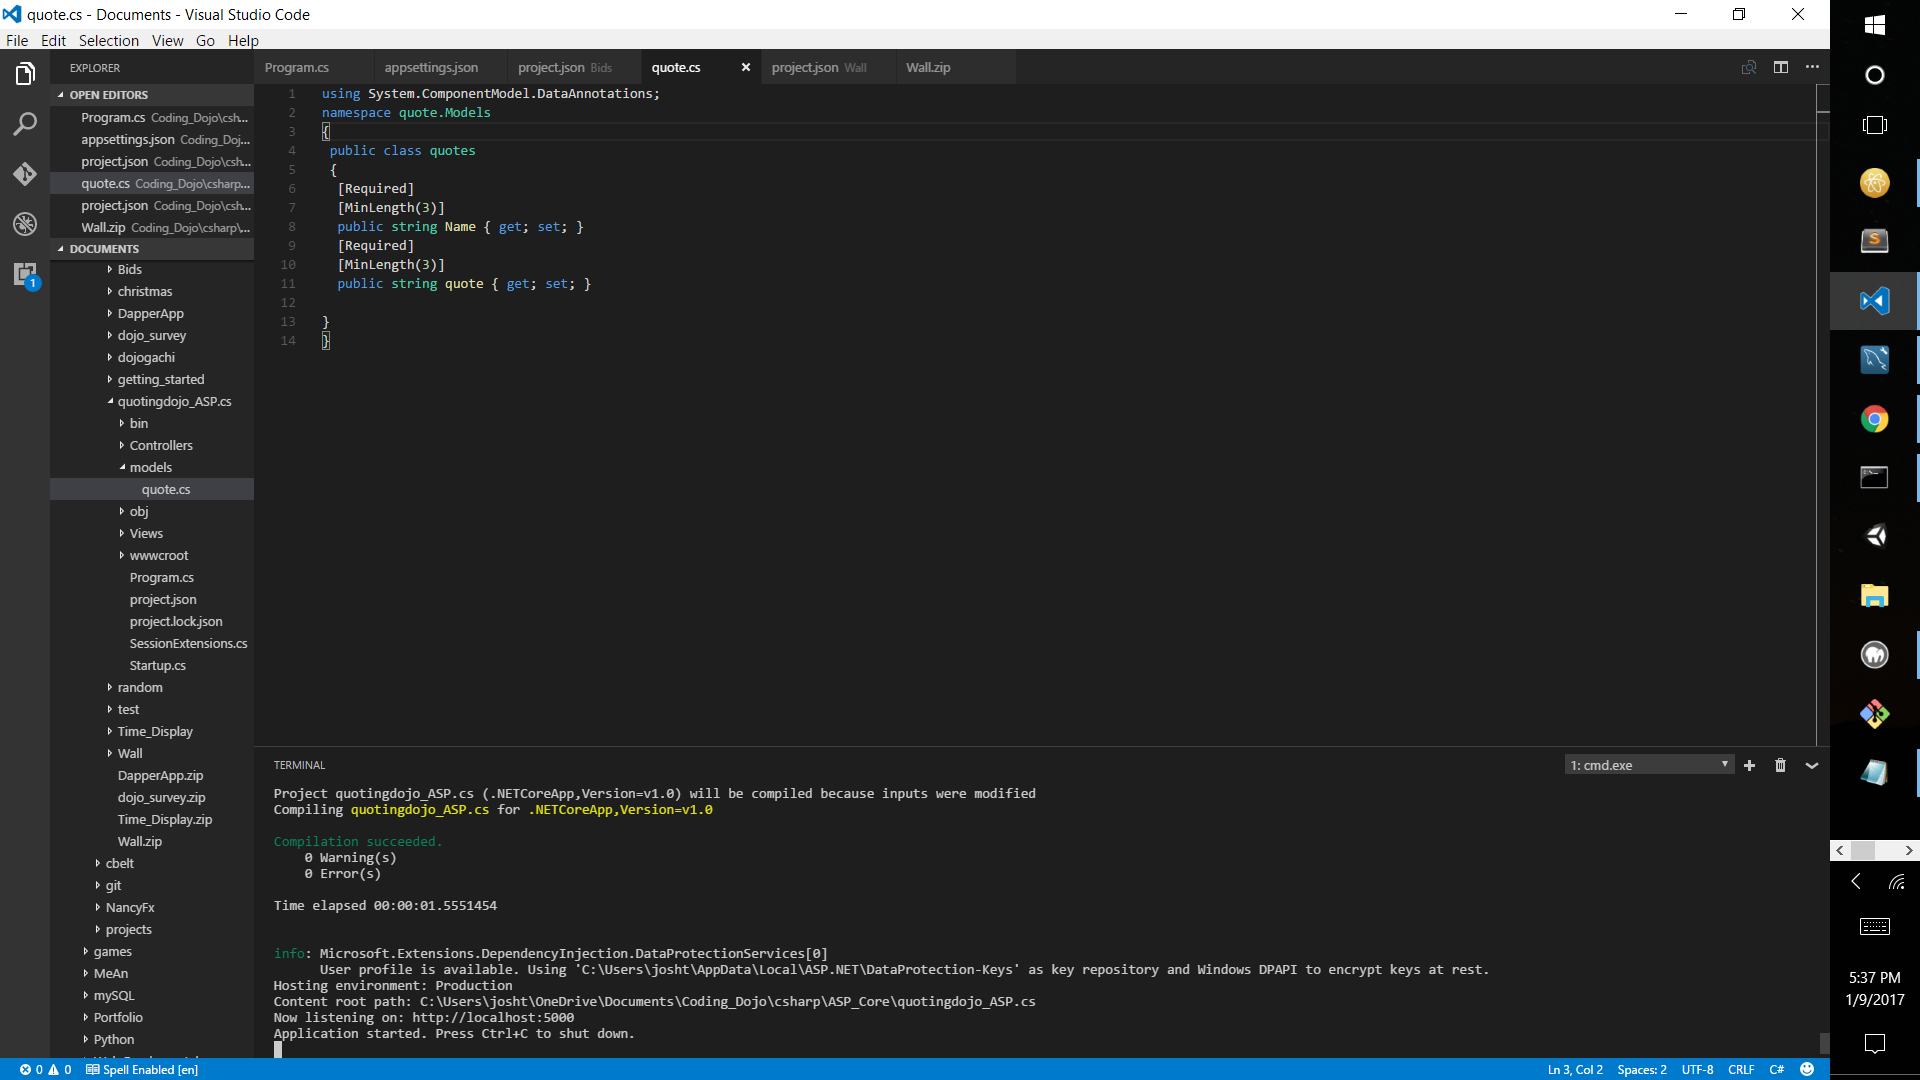 quote.cs - Documents - Visual Studio Code
File Edit Selection View Go Help
EXPLORER
OPEN EDITORS
Program.cs Coding_Dojo\csh...
appsettings.json Coding_Doj...
project.json Coding_Dojo\csh...
quote.cs Coding_Dojo\csharp...
project.json Coding_Dojo\csh...
Wall.zip Coding_Dojo\csharp\...
DOCUMENTS
Bids
christmas
DapperApp
dojo_survey
dojogachi
getting_started
quotingdojo_ASP.cs
bin
Controllers
models
quote.cs
obj
Views
wwwcroot
Program.cs
project.json
project.lock.json
SessionExtensions.cs
Startup.cs
random
test
Time_Display
Wall
DapperApp.zip
dojo_survey.zip
Time_Display.zip
Wall.zip
cbelt
git
NancyFx
projects
games
MeAn
mySQL
Portfolio
Python
1
Program.cs appsettings.json project.json Bids quote.cs project.json Wall Wall.zip
1 using System.ComponentModel.DataAnnotations;
2 namespace quote.Models
3 {
4 public class quotes
5 {
6 [Required]
7 [MinLength(3)]
8 public string Name { get; set; }
9 [Required]
10 [MinLength(3)]
11 public string quote { get; set; }
12
13 }
14 }
TERMINAL
1: cmd.exe
Project quotingdojo_ASP.cs (.NETCoreApp,Version=v1.0) will be compiled because inputs were modified
Compiling quotingdojo_ASP.cs for .NETCoreApp,Version=v1.0
Compilation succeeded.
0 Warning(s)
0 Error(s)
Time elapsed 00:00:01.5551454
info: Microsoft.Extensions.DependencyInjection.DataProtectionServices[0]
User profile is available. Using 'C:\Users\josht\AppData\Local\ASP.NET\DataProtection-Keys' as key repository and Windows DPAPI to encrypt keys at rest.
Hosting environment: Production
Content root path: C:\Users\josht\OneDrive\Documents\Coding_Dojo\csharp\ASP_Core\quotingdojo_ASP.cs
Now listening on: http://localhost:5000
Application started. Press Ctrl+C to shut down.
0 0 Spell Enabled [en]
Ln 3, Col 2 Spaces: 2 UTF-8 CRLF C#
5:37 PM
1/9/2017